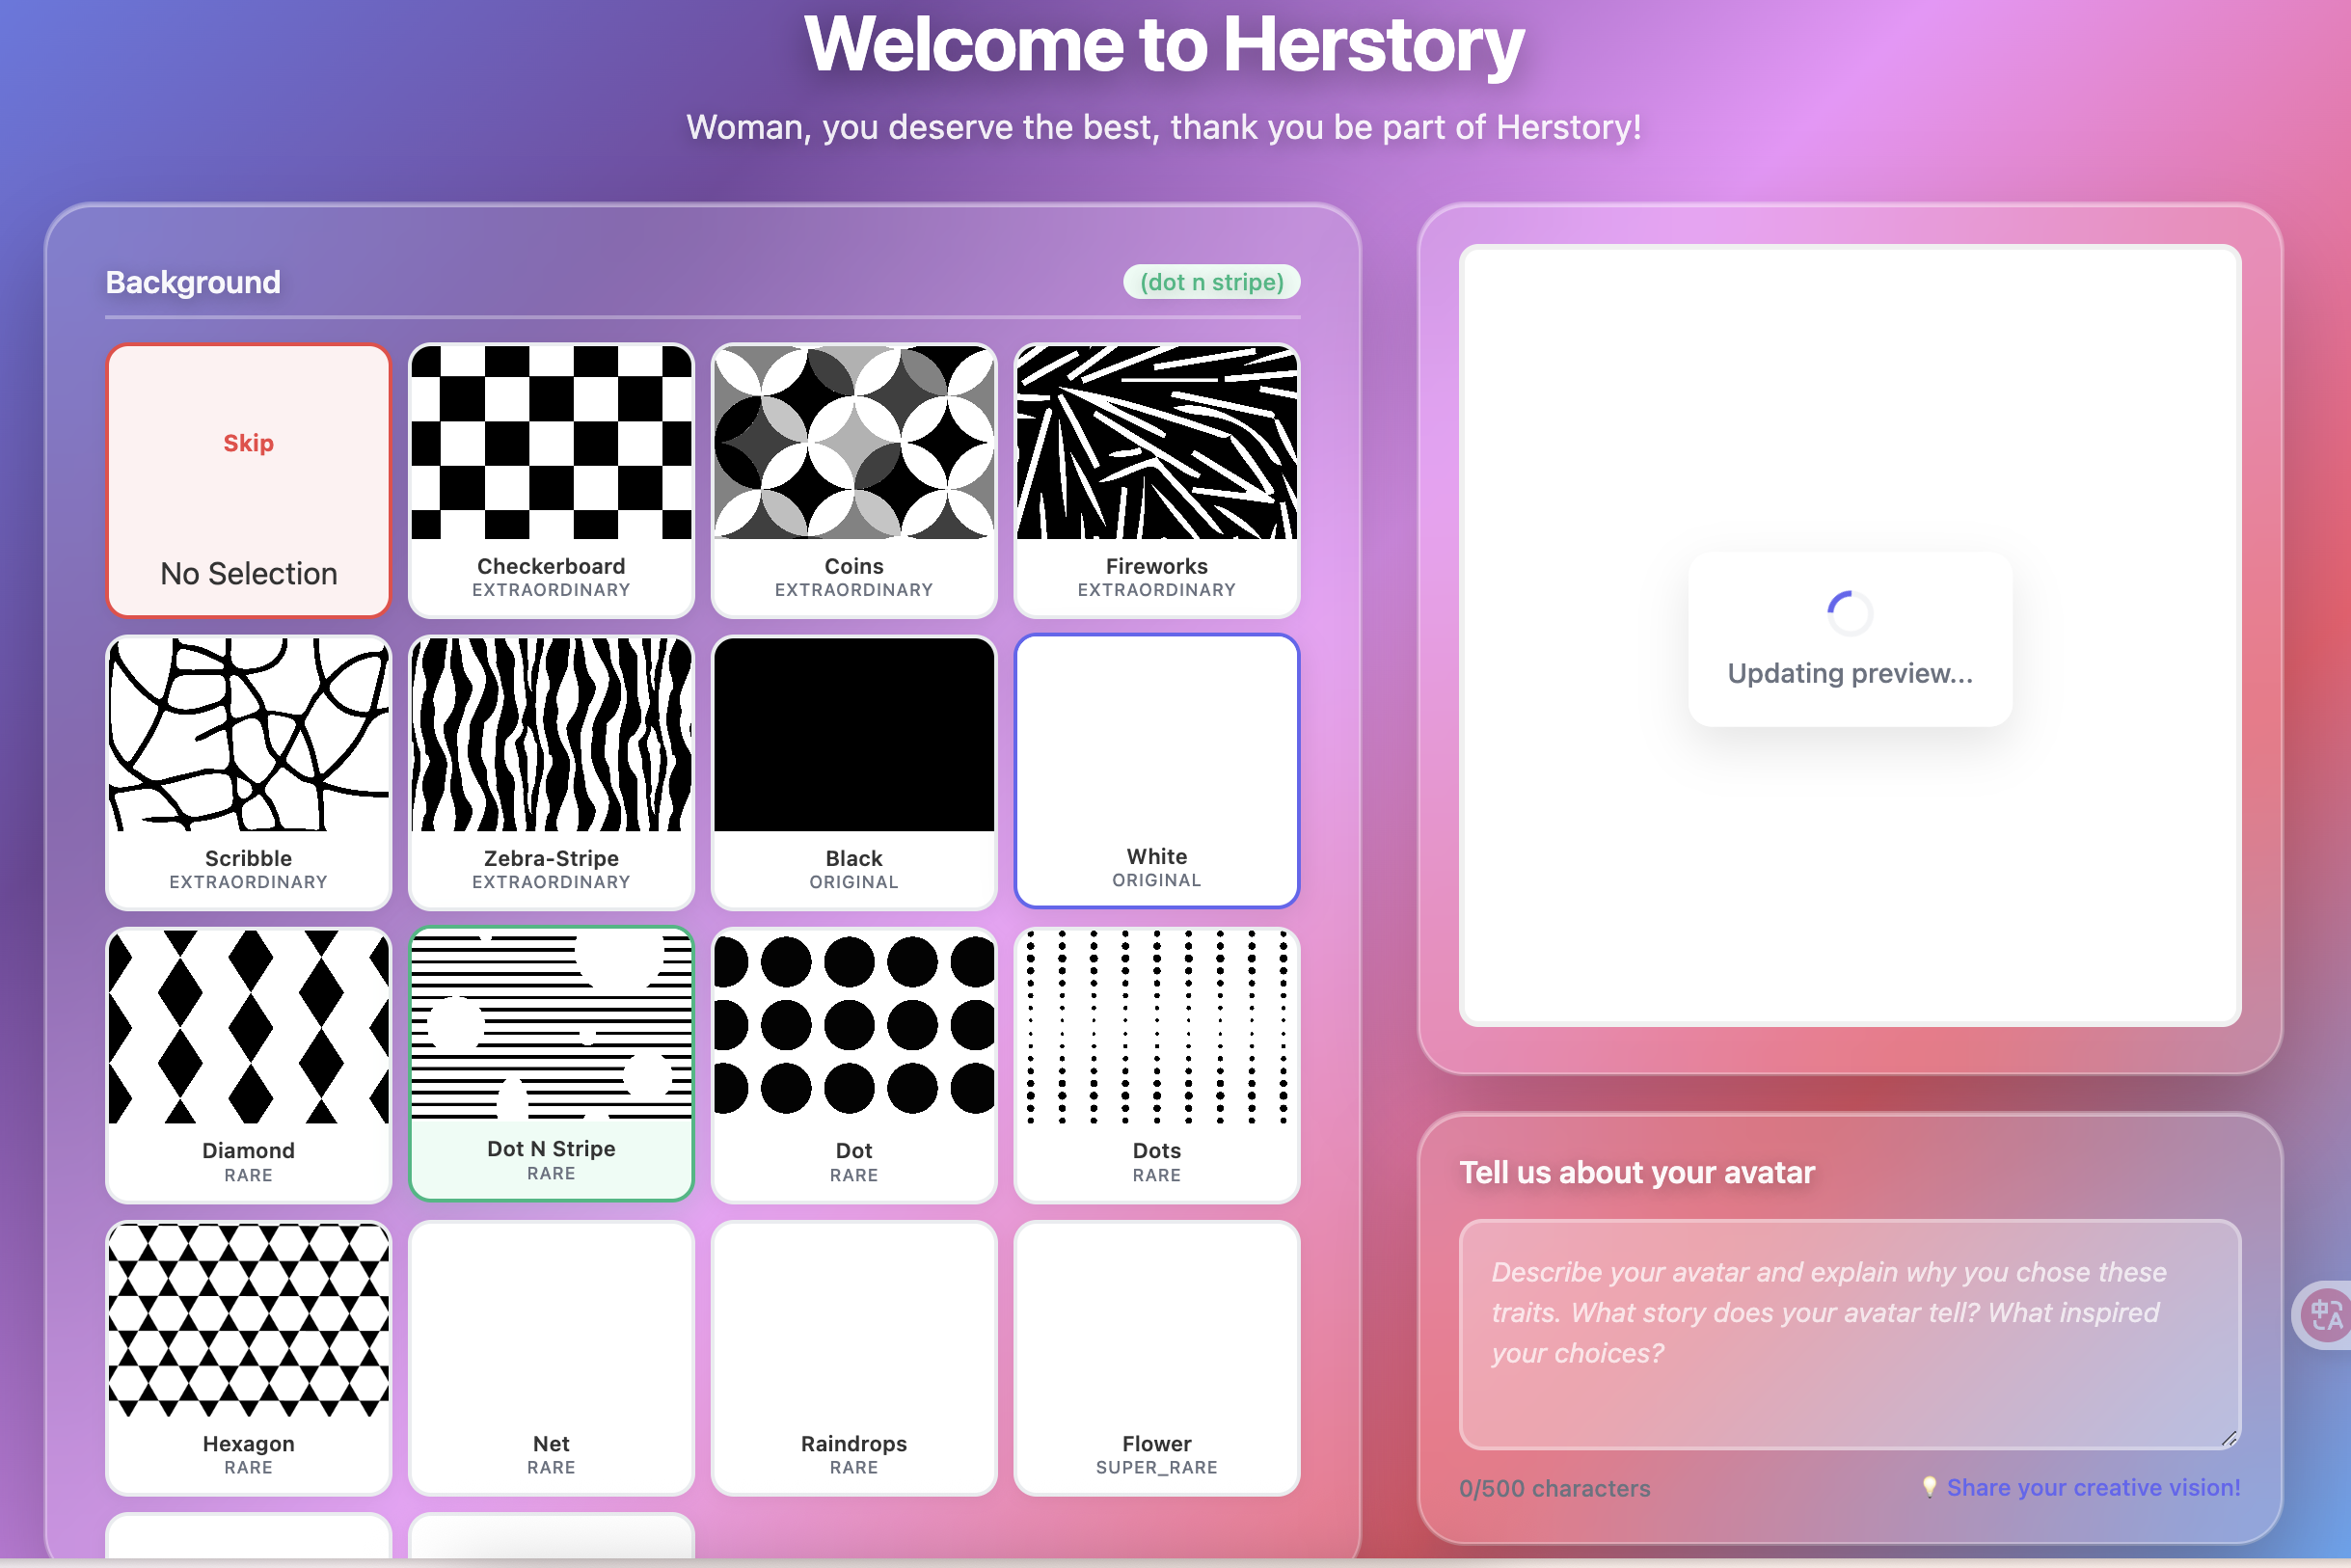 Welcome to Herstory
Woman, you deserve the best, thank you be part of Herstory!
Background
(dot n stripe)
Skip
No Selection
Checkerboard
EXTRAORDINARY
Coins
EXTRAORDINARY
Fireworks
EXTRAORDINARY
Scribble
EXTRAORDINARY
Zebra-Stripe
EXTRAORDINARY
Black
ORIGINAL
White
ORIGINAL
Diamond
RARE
Dot N Stripe
RARE
Dot
RARE
Dots
RARE
Hexagon
RARE
Net
RARE
Raindrops
RARE
Flower
SUPER_RARE
Updating preview...
Tell us about your avatar
Describe your avatar and explain why you chose these
traits. What story does your avatar tell? What inspired
your choices?
0/500 characters
💡 Share your creative vision!
中A